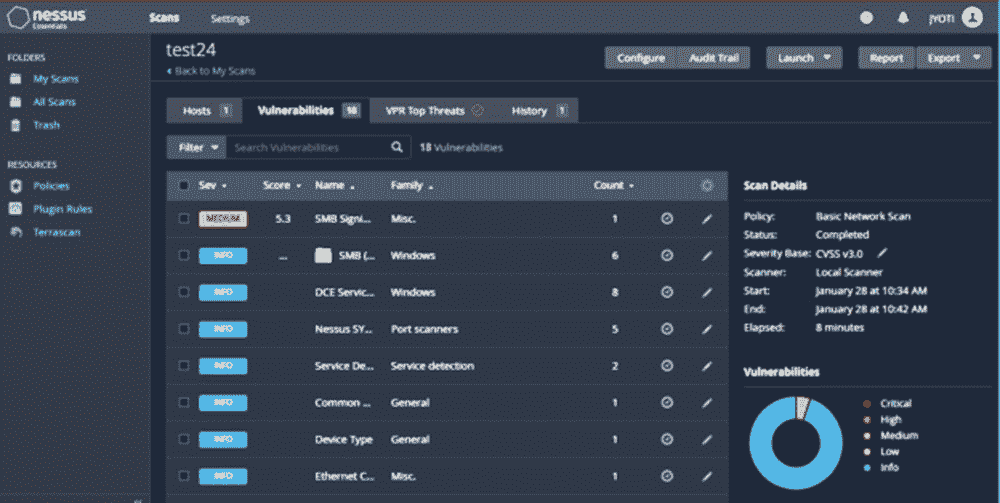 nessus
Essentials
Scans
Settings
JYOTI
FOLDERS
My Scans
All Scans
Trash
RESOURCES
Policies
Plugin Rules
Terrascan
test24
Back to My Scans
Configure
Audit Trail
Launch
Report
Export
Hosts 1
Vulnerabilities 18
VPR Top Threats
History 1
Filter
Search Vulnerabilities
18 Vulnerabilities
Sev Score Name Family Count
MEDIUM 5.3 SMB Signi... Misc. 1
INFO ... SMB (... Windows 6
INFO DCE Servic... Windows 8
INFO Nessus SY... Port scanners 5
INFO Service De... Service detection 2
INFO Common ... General 1
INFO Device Type General 1
INFO Ethernet C... Misc. 1
Scan Details
Policy: Basic Network Scan
Status: Completed
Severity Base: CVSS v3.0
Scanner: Local Scanner
Start: January 28 at 10:34 AM
End: January 28 at 10:42 AM
Elapsed: 8 minutes
Vulnerabilities
Critical
High
Medium
Low
Info